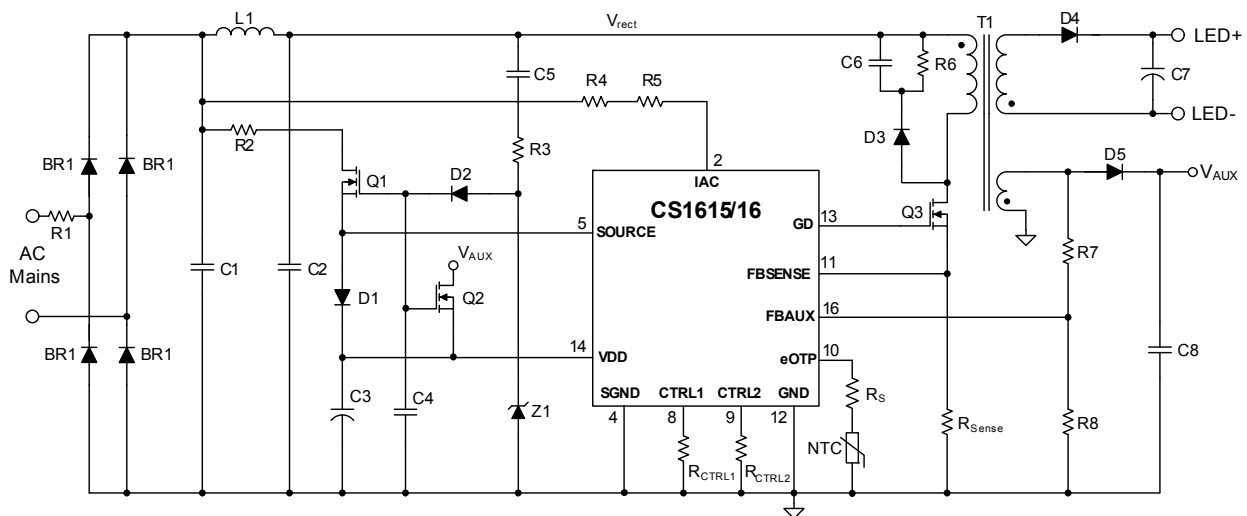 L1
V_rect
T1
D4
LED+
C6
R6
C7
C5
R4
R5
LED-
BR1
BR1
R2
R3
D3
2
D5
V_AUX
Q1
D2
IAC
CS1615/16
R1
AC
Mains
5
SOURCE
GD
13
Q3
C1
C2
V_AUX
FBSENSE
11
R7
D1
Q2
FBAUX
16
BR1
BR1
14
VDD
eOTP
10
C8
C3
C4
Z1
SGND
CTRL1
CTRL2
GND
R_S
4
8
9
12
R_Sense
R8
NTC
R_CTRL1
R_CTRL2